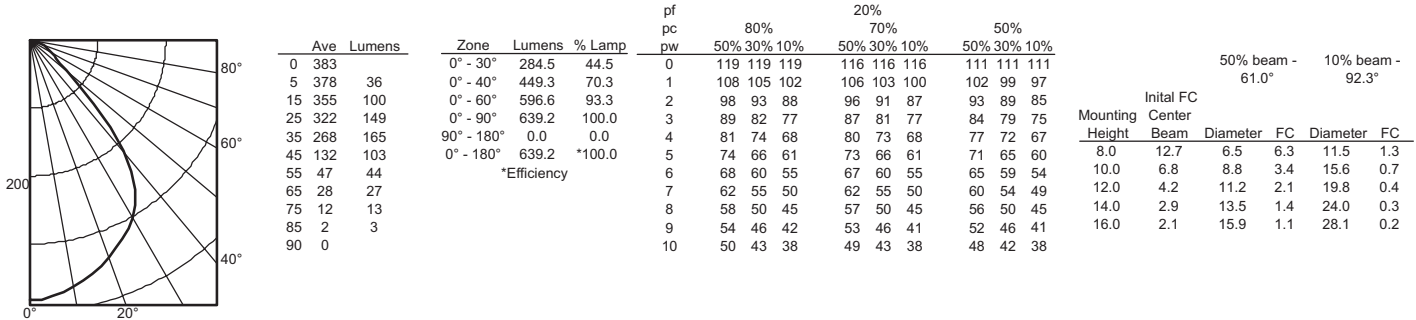 80°
60°
200
40°
0° 20°
Ave Lumens
0 383
5 378 36
15 355 100
25 322 149
35 268 165
45 132 103
55 47 44
65 28 27
75 12 13
85 2 3
90 0
Zone Lumens % Lamp
0° - 30° 284.5 44.5
0° - 40° 449.3 70.3
0° - 60° 596.6 93.3
0° - 90° 639.2 100.0
90° - 180° 0.0 0.0
0° - 180° 639.2 *100.0
*Efficiency
pf 20%
pc 80% 70% 50%
pw 50% 30% 10% 50% 30% 10% 50% 30% 10%
0 119 119 119 116 116 116 111 111 111
1 108 105 102 106 103 100 102 99 97
2 98 93 88 96 91 87 93 89 85
3 89 82 77 87 81 77 84 79 75
4 81 74 68 80 73 68 77 72 67
5 74 66 61 73 66 61 71 65 60
6 68 60 55 67 60 55 65 59 54
7 62 55 50 62 55 50 60 54 49
8 58 50 45 57 50 45 56 50 45
9 54 46 42 53 46 41 52 46 41
10 50 43 38 49 43 38 48 42 38
50% beam - 10% beam -
61.0° 92.3°
Inital FC
Mounting Center
Height Beam Diameter FC Diameter FC
8.0 12.7 6.5 6.3 11.5 1.3
10.0 6.8 8.8 3.4 15.6 0.7
12.0 4.2 11.2 2.1 19.8 0.4
14.0 2.9 13.5 1.4 24.0 0.3
16.0 2.1 15.9 1.1 28.1 0.2